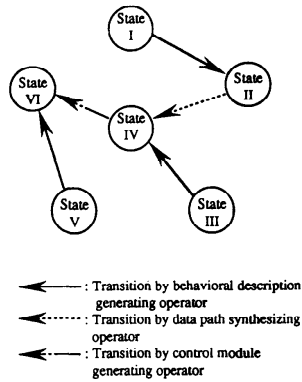 State
I
State
II
State
VI
State
IV
State
V
State
III
: Transition by behavioral description
generating operator
: Transition by data path synthesizing
operator
: Transition by control module
generating operator